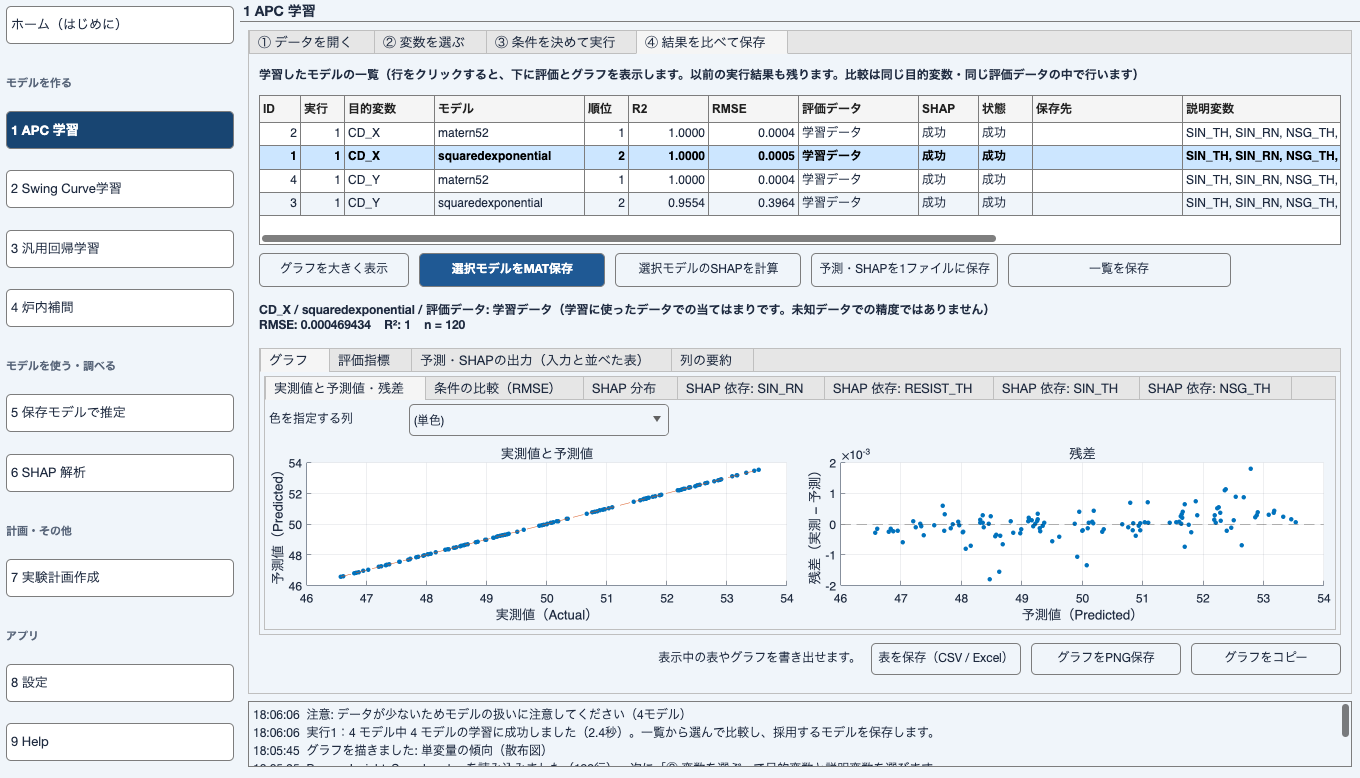 ホーム（はじめに）
モデルを作る
1 APC 学習
2 Swing Curve学習
3 汎用回帰学習
4 炉内補間
モデルを使う・調べる
5 保存モデルで推定
6 SHAP 解析
計画・その他
7 実験計画作成
アプリ
8 設定
9 Help
1 APC 学習
① データを開く ② 変数を選ぶ ③ 条件を決めて実行 ④ 結果を比べて保存
学習したモデルの一覧（行をクリックすると、下に評価とグラフを表示します。以前の実行結果も残ります。比較は同じ目的変数・同じ評価データの中で行います）
ID 実行 目的変数 モデル 順位 R2 RMSE 評価データ SHAP 状態 保存先 説明変数
2 1 CD_X matern52 1 1.0000 0.0004 学習データ 成功 成功 SIN_TH, SIN_RN, NSG_TH,
1 1 CD_X squaredexponential 2 1.0000 0.0005 学習データ 成功 成功 SIN_TH, SIN_RN, NSG_TH,
4 1 CD_Y matern52 1 1.0000 0.0004 学習データ 成功 成功 SIN_TH, SIN_RN, NSG_TH,
3 1 CD_Y squaredexponential 2 0.9554 0.3964 学習データ 成功 成功 SIN_TH, SIN_RN, NSG_TH,
グラフを大きく表示 選択モデルをMAT保存 選択モデルのSHAPを計算 予測・SHAPを1ファイルに保存 一覧を保存
CD_X / squaredexponential / 評価データ: 学習データ（学習に使ったデータでの当てはまりです。未知データでの精度ではありません）
RMSE: 0.000469434 R²: 1 n = 120
グラフ 評価指標 予測・SHAPの出力（入力と並べた表） 列の要約
実測値と予測値・残差 条件の比較（RMSE） SHAP 分布 SHAP 依存: SIN_RN SHAP 依存: RESIST_TH SHAP 依存: SIN_TH SHAP 依存: NSG_TH
色を指定する列 (単色)
実測値と予測値
予測値（Predicted）
54
52
50
48
46
46 47 48 49 50 51 52 53 54
実測値（Actual）
残差
×10⁻³
残差（実測 − 予測）
2
1
0
-1
-2
46 47 48 49 50 51 52 53 54
予測値（Predicted）
表示中の表やグラフを書き出せます。 表を保存（CSV / Excel） グラフをPNG保存 グラフをコピー
18:06:06 注意: データが少ないためモデルの扱いに注意してください（4モデル）
18:06:06 実行1：4 モデル中 4 モデルの学習に成功しました（2.4秒）。一覧から選んで比較し、採用するモデルを保存します。
18:05:45 グラフを描きました: 単変量の傾向（散布図）